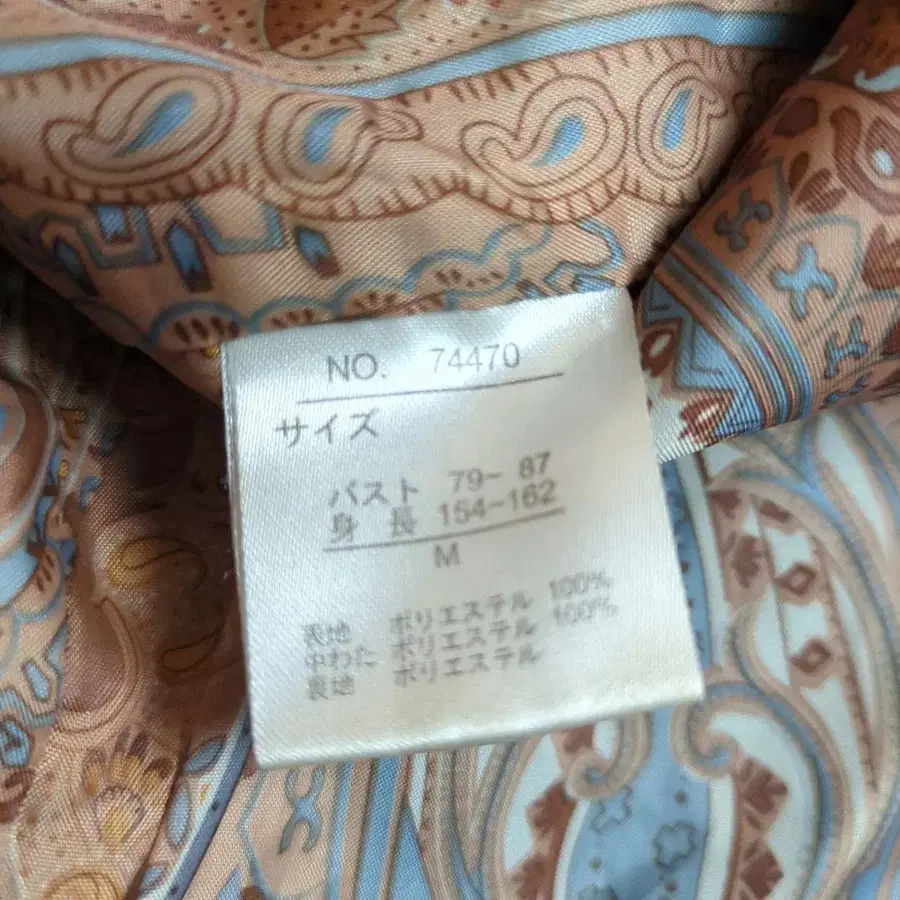 NO. 74470
サイズ
バスト 79~87
身長 154-162
M
表地 ポリエステル 100%
中わた ポリエステル 100%
裏地 ポリエステル